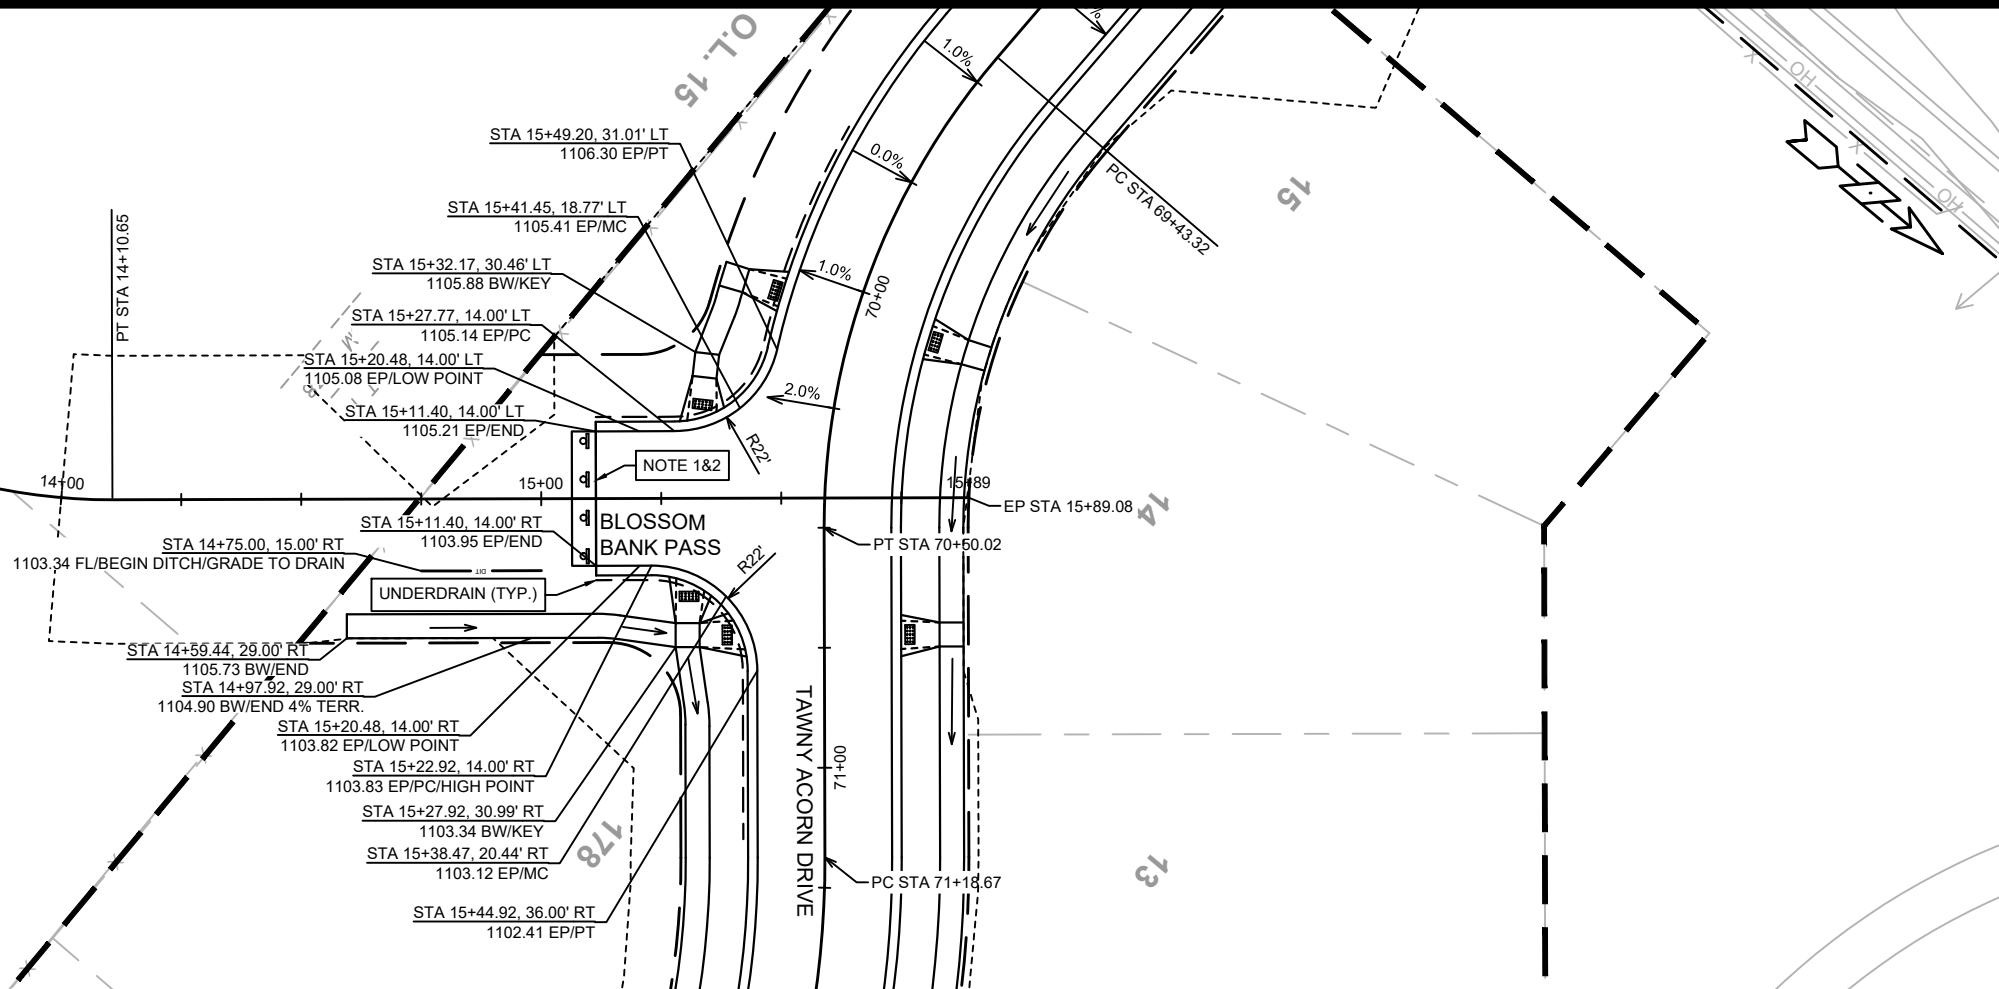 O.L. 15
1.0%
%
OH
OH
STA 15+49.20, 31.01' LT
1106.30 EP/PT
0.0%
PC STA 69+43.32
15
STA 15+41.45, 18.77' LT
1105.41 EP/MC
PT STA 14+10.65
STA 15+32.17, 30.46' LT
1105.88 BW/KEY
1.0%
70+00
STA 15+27.77, 14.00' LT
1105.14 EP/PC
STA 15+20.48, 14.00' LT
1105.08 EP/LOW POINT
2.0%
STA 15+11.40, 14.00' LT
1105.21 EP/END
R22'
NOTE 1&2
14+00
15+00
15+89
EP STA 15+89.08
14
BLOSSOM
BANK PASS
STA 15+11.40, 14.00' RT
1103.95 EP/END
PT STA 70+50.02
STA 14+75.00, 15.00' RT
1103.34 FL/BEGIN DITCH/GRADE TO DRAIN
DIT
R22'
UNDERDRAIN (TYP.)
STA 14+59.44, 29.00' RT
1105.73 BW/END
STA 14+97.92, 29.00' RT
1104.90 BW/END 4% TERR.
STA 15+20.48, 14.00' RT
1103.82 EP/LOW POINT
TAWNY ACORN DRIVE
71+00
STA 15+22.92, 14.00' RT
1103.83 EP/PC/HIGH POINT
STA 15+27.92, 30.99' RT
1103.34 BW/KEY
178
STA 15+38.47, 20.44' RT
1103.12 EP/MC
PC STA 71+18.67
13
STA 15+44.92, 36.00' RT
1102.41 EP/PT